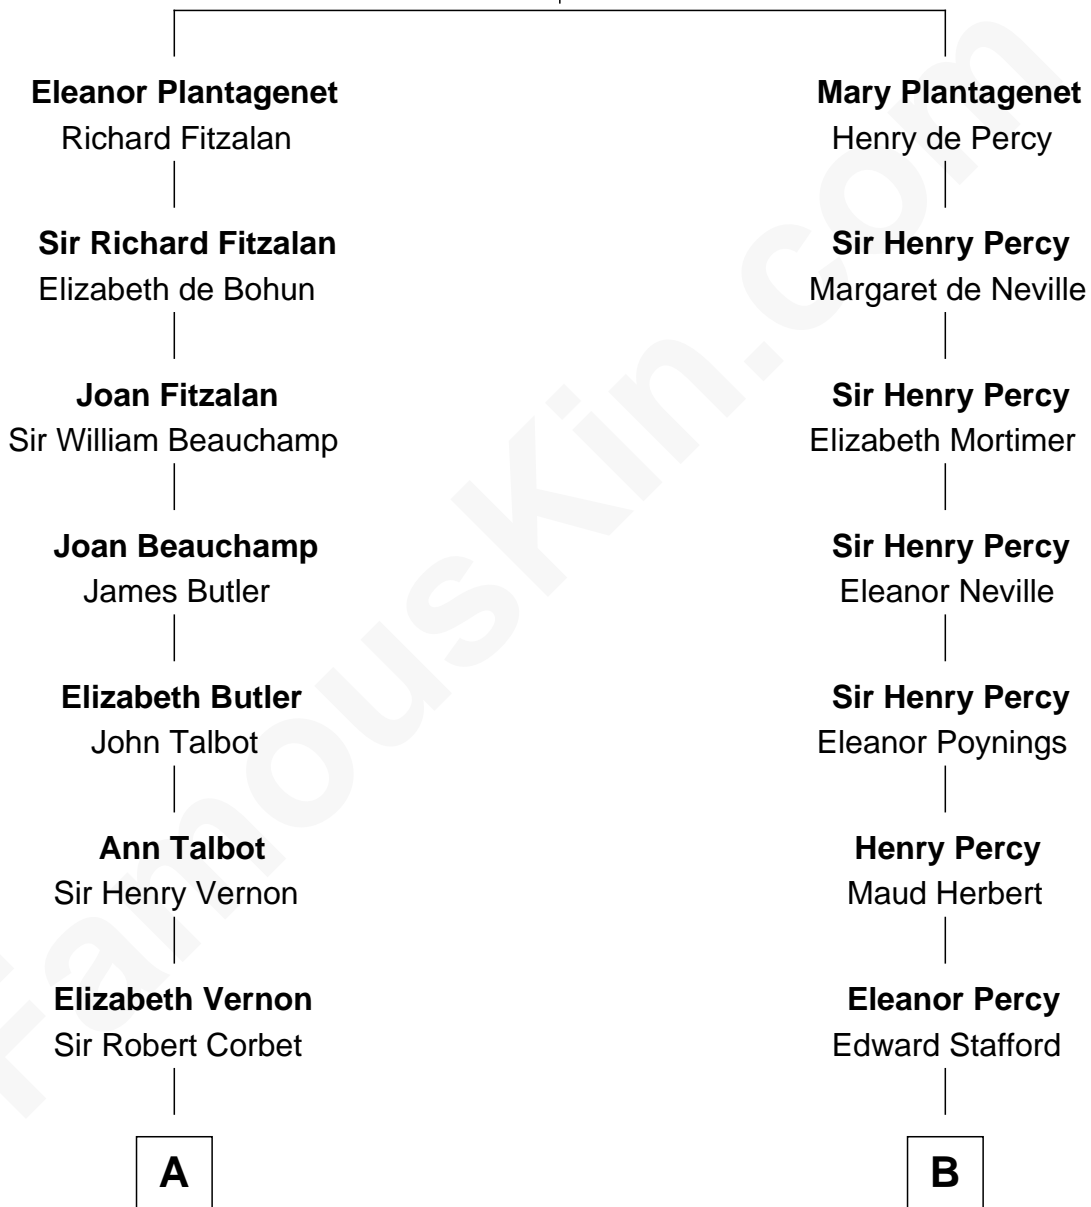 Eleanor Plantagenet
Richard Fitzalan
Sir Richard Fitzalan
Elizabeth de Bohun
Joan Fitzalan
Sir William Beauchamp
Joan Beauchamp
James Butler
Elizabeth Butler
John Talbot
Ann Talbot
Sir Henry Vernon
Elizabeth Vernon
Sir Robert Corbet
A
Mary Plantagenet
Henry de Percy
Sir Henry Percy
Margaret de Neville
Sir Henry Percy
Elizabeth Mortimer
Sir Henry Percy
Eleanor Neville
Sir Henry Percy
Eleanor Poynings
Henry Percy
Maud Herbert
Eleanor Percy
Edward Stafford
B
FamousKin.com